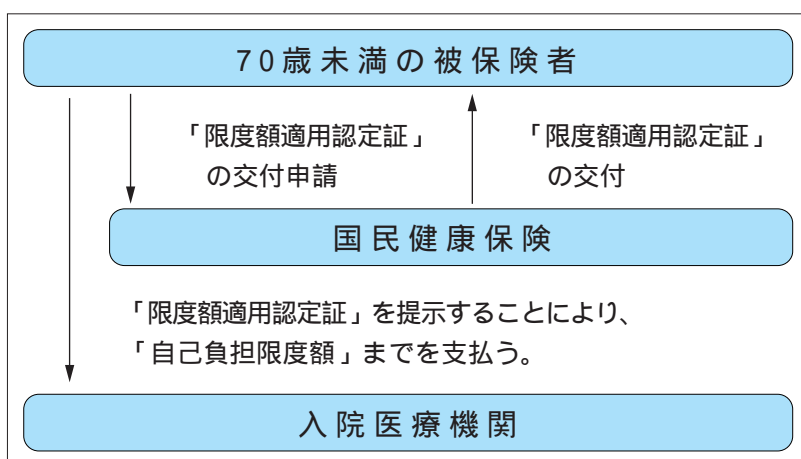 70歳未満の被保険者
「限度額適用認定証」
の交付申請
「限度額適用認定証」
の交付
国民健康保険
「限度額適用認定証」を提示することにより、
「自己負担限度額」までを支払う。
入院医療機関